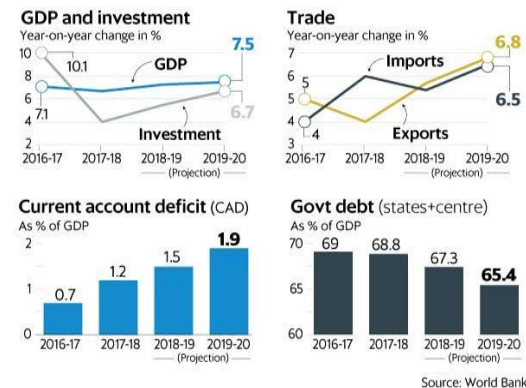 GDP and investment
Year-on-year change in %
7.5
10
10.1
GDP
8
6
7.1
6.7
4
Investment
2
2016-17 2017-18 2018-19 2019-20
(Projection)
Trade
Year-on-year change in %
6.8
7
Imports
6
5
5
6.5
4
4
Exports
3
2016-17 2017-18 2018-19 2019-20
(Projection)
Current account deficit (CAD)
As % of GDP
2
1.9
1.5
1.2
1
0.7
0
2016-17 2017-18 2018-19 2019-20
(Projection)
Govt debt (states+centre)
As % of GDP
70
69
68.8
67.3
65.4
65
60
2016-17 2017-18 2018-19 2019-20
(Projection)
Source: World Bank